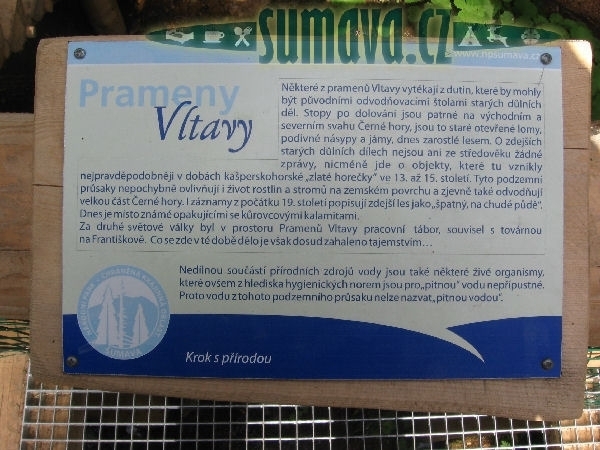 šumava.cz
www.npsumava.cz
Prameny
Vltavy
Některé z pramenů Vltavy vytékají z dutin, které by mohly
být původními odvodňovacími štolami starých důlních
děl. Stopy po dolování jsou patrné na východním a
severním svahu Černé hory, jsou to staré otevřené lomy,
podivné násypy a jámy, dnes zarostlé lesem. O zdejších
starých důlních dílech nejsou ani ze středověku žádné
zprávy, nicméně jde o objekty, které tu vznikly
nejpravděpodobněji v dobách kašperskohorské „zlaté horečky" ve 13. až 15. století. Tyto podzemní
průsaky nepochybně ovlivňují i život rostlin a stromů na zemském povrchu a zjevně také odvodňují
velkou část Černé hory. I záznamy z počátku 19. století popisují zdejší les jako „špatný, na chudé půdě".
Dnes je místo známé opakujícími se kůrovcovými kalamitami.
Za druhé světové války byl v prostoru Pramenů Vltavy pracovní tábor, souvisel s továrnou
na Františkově. Co se zde v té době dělo je však dosud zahaleno tajemstvím...
Nedílnou součástí přírodních zdrojů vody jsou také některé živé organismy,
které ovšem z hlediska hygienických norem jsou pro „pitnou" vodu nepřípustné.
Proto vodu z tohoto podzemního průsaku nelze nazvat „pitnou vodou".
NÁRODNÍ PARK · CHRÁNĚNÁ KRAJINNÁ OBLAST
ŠUMAVA
Krok s přírodou